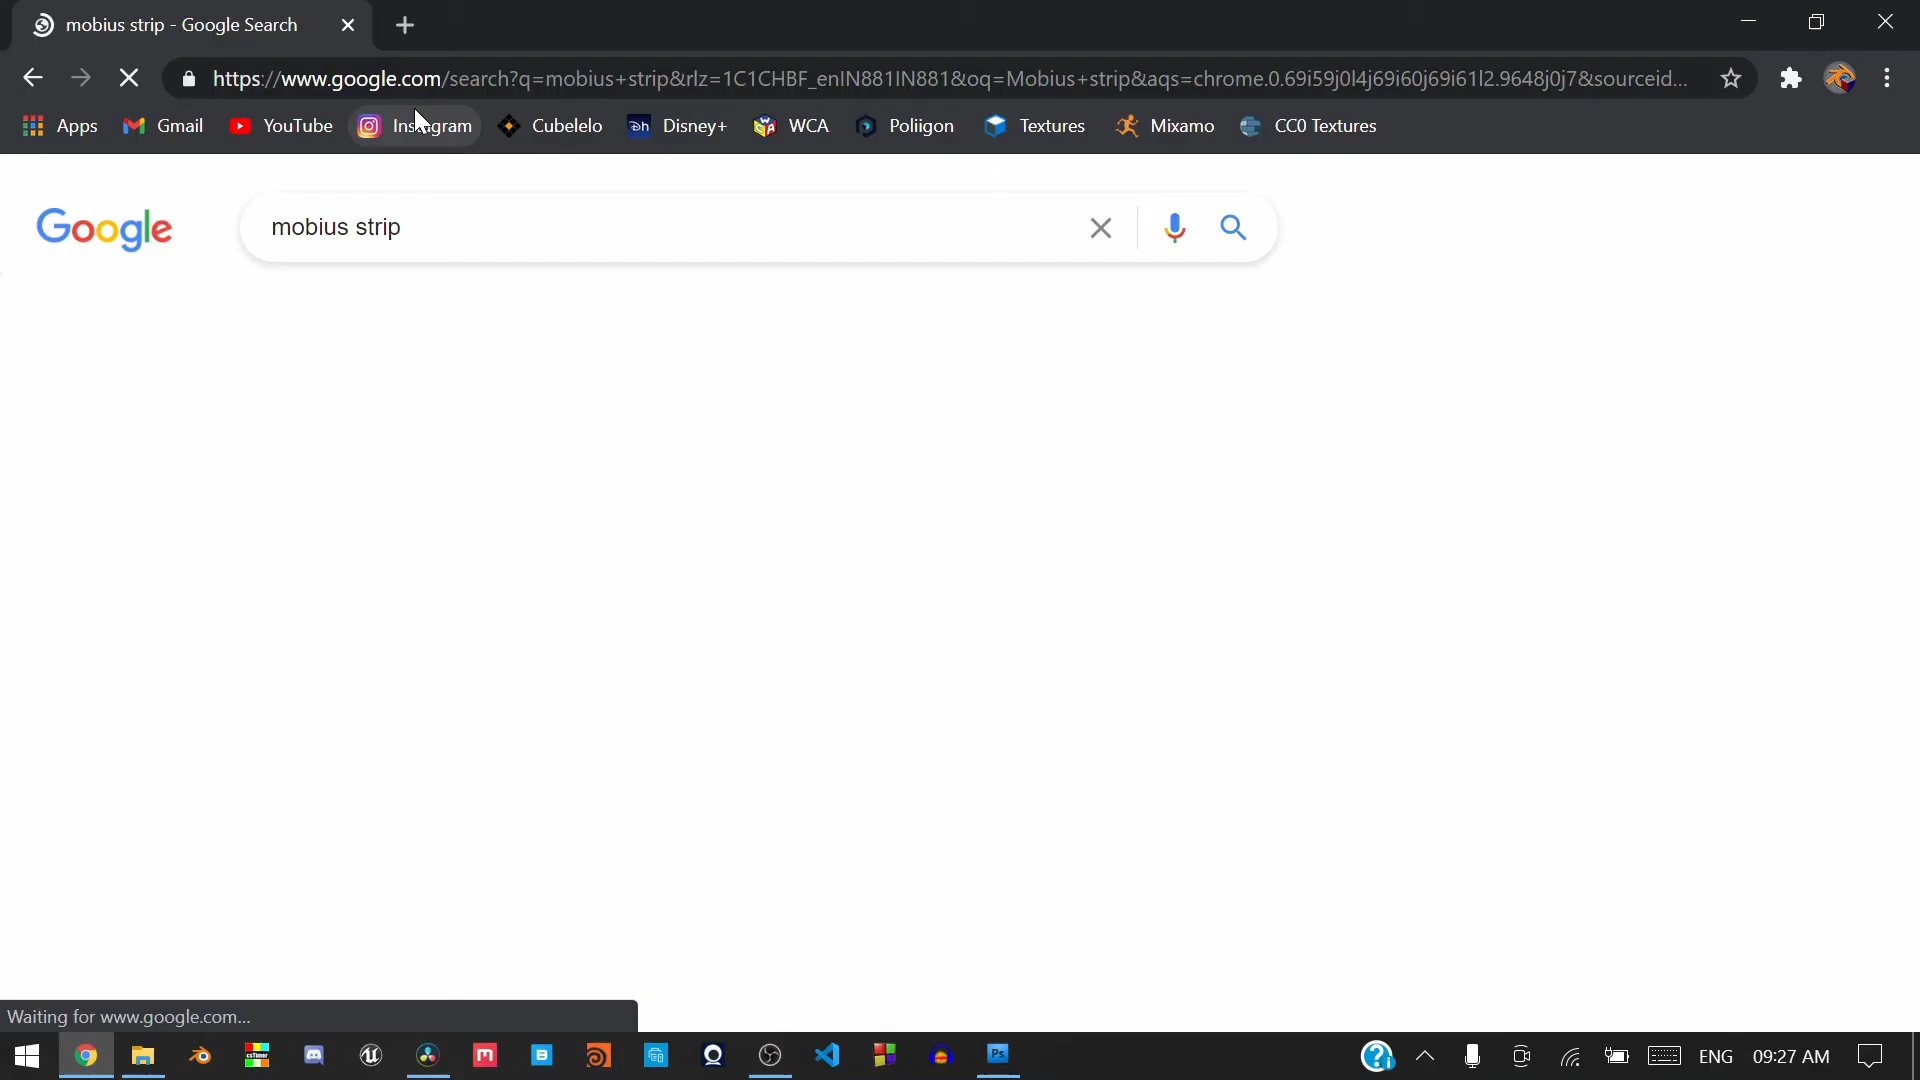 mobius strip - Google Search
https://www.google.com/search?q=mobius+strip&rlz=1C1CHBF_enIN881IN881&oq=Mobius+strip&aqs=chrome.0.69i59j0l4j69i60j69i61l2.9648j0j7&sourceid...
Apps Gmail YouTube Instagram Cubelelo Disney+ WCA Poliigon Textures Mixamo CC0 Textures
Google mobius strip
Waiting for www.google.com...
ENG 09:27 AM